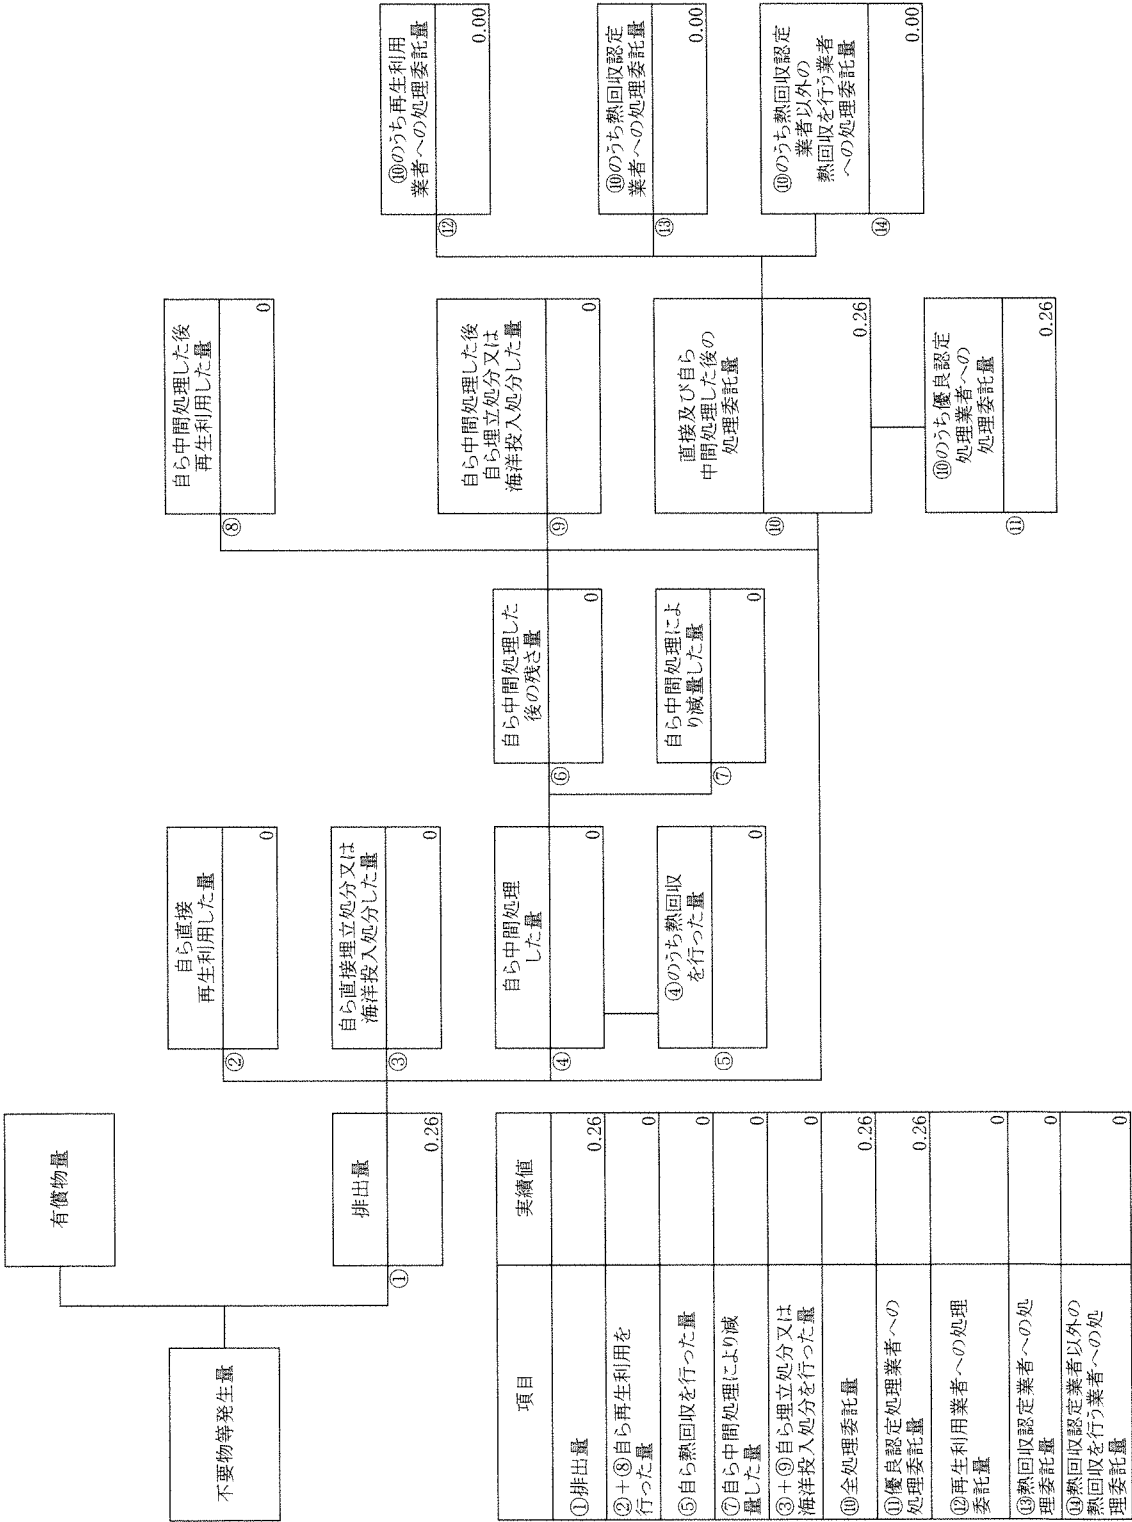 不要物等発生量
有償物量
排出量
①
0.26
自ら直接
再生利用した量
②
0
自ら直接埋立処分又は
海洋投入処分した量
③
0
自ら中間処理
した量
④
0
④のうち熱回収
を行った量
⑤
0
自ら中間処理した
後の残さ量
⑥
0
自ら中間処理によ
り減量した量
⑦
0
自ら中間処理した後
再生利用した量
⑧
0
自ら中間処理した後
自ら埋立処分又は
海洋投入処分した量
⑨
0
直接及び自ら
中間処理した後の
処理委託量
⑩
0.26
⑩のうち優良認定
処理業者への
処理委託量
⑪
0.26
⑩のうち再生利用
業者への処理委託量
⑫
0.00
⑩のうち熱回収認定
業者への処理委託量
⑬
0.00
⑩のうち熱回収認定
業者以外の
熱回収を行う業者
への処理委託量
⑭
0.00
項目
実績値
①排出量
0.26
②+⑧自ら再生利用を
行った量
0
⑤自ら熱回収を行った量
0
⑦自ら中間処理により減
量した量
0
③+⑨自ら埋立処分又は
海洋投入処分を行った量
0
⑩全処理委託量
0.26
⑪優良認定処理業者への
処理委託量
0.26
⑫再生利用業者への処理
委託量
0
⑬熱回収認定業者への処
理委託量
0
⑭熱回収認定業者以外の
熱回収を行う業者への処
理委託量
0